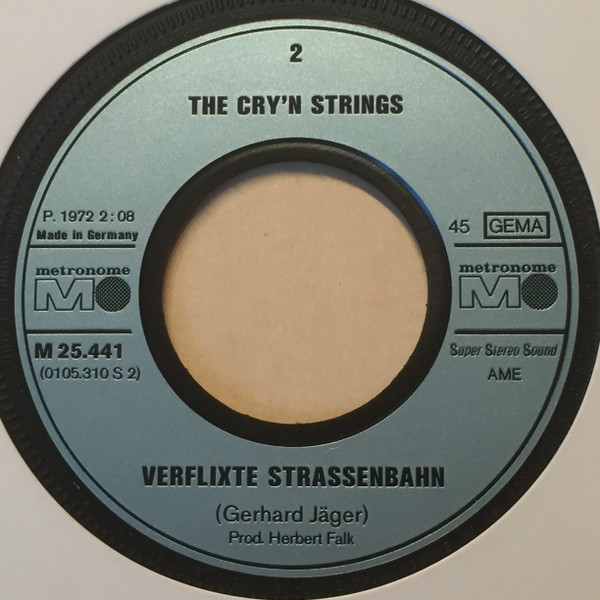 2
THE CRY'N STRINGS
P. 1972 2:08
Made in Germany
45 GEMA
metronome
M
metronome
M
M 25.441
(0105.310 S 2)
Super Stereo Sound
AME
VERFLIXTE STRASSENBAHN
(Gerhard Jäger)
Prod. Herbert Falk